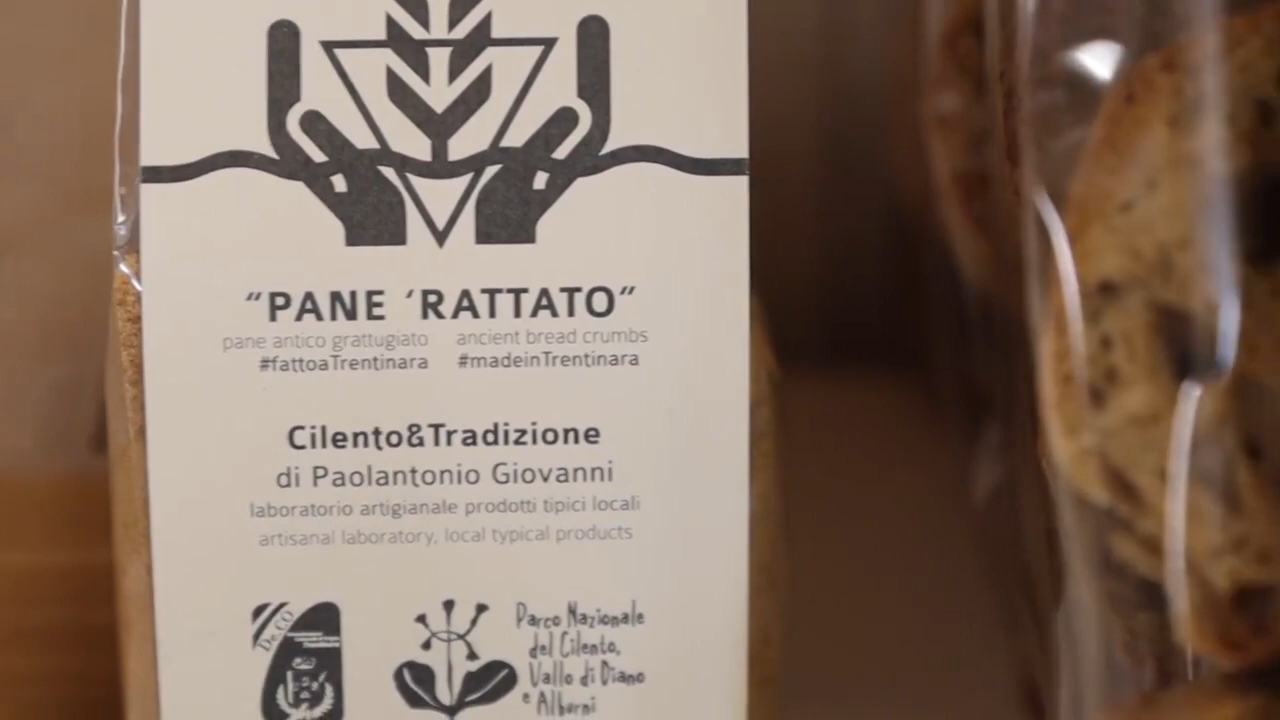 “PANE ‘RATTATO”
pane antico grattugiato ancient bread crumbs
#fattoaTrentinara #madeinTrentinara
Cilento&Tradizione
di Paolantonio Giovanni
laboratorio artigianale prodotti tipici locali
artisanal laboratory, local typical products
De.CO
Parco Nazionale
del Cilento,
Vallo di Diano
e Alburni